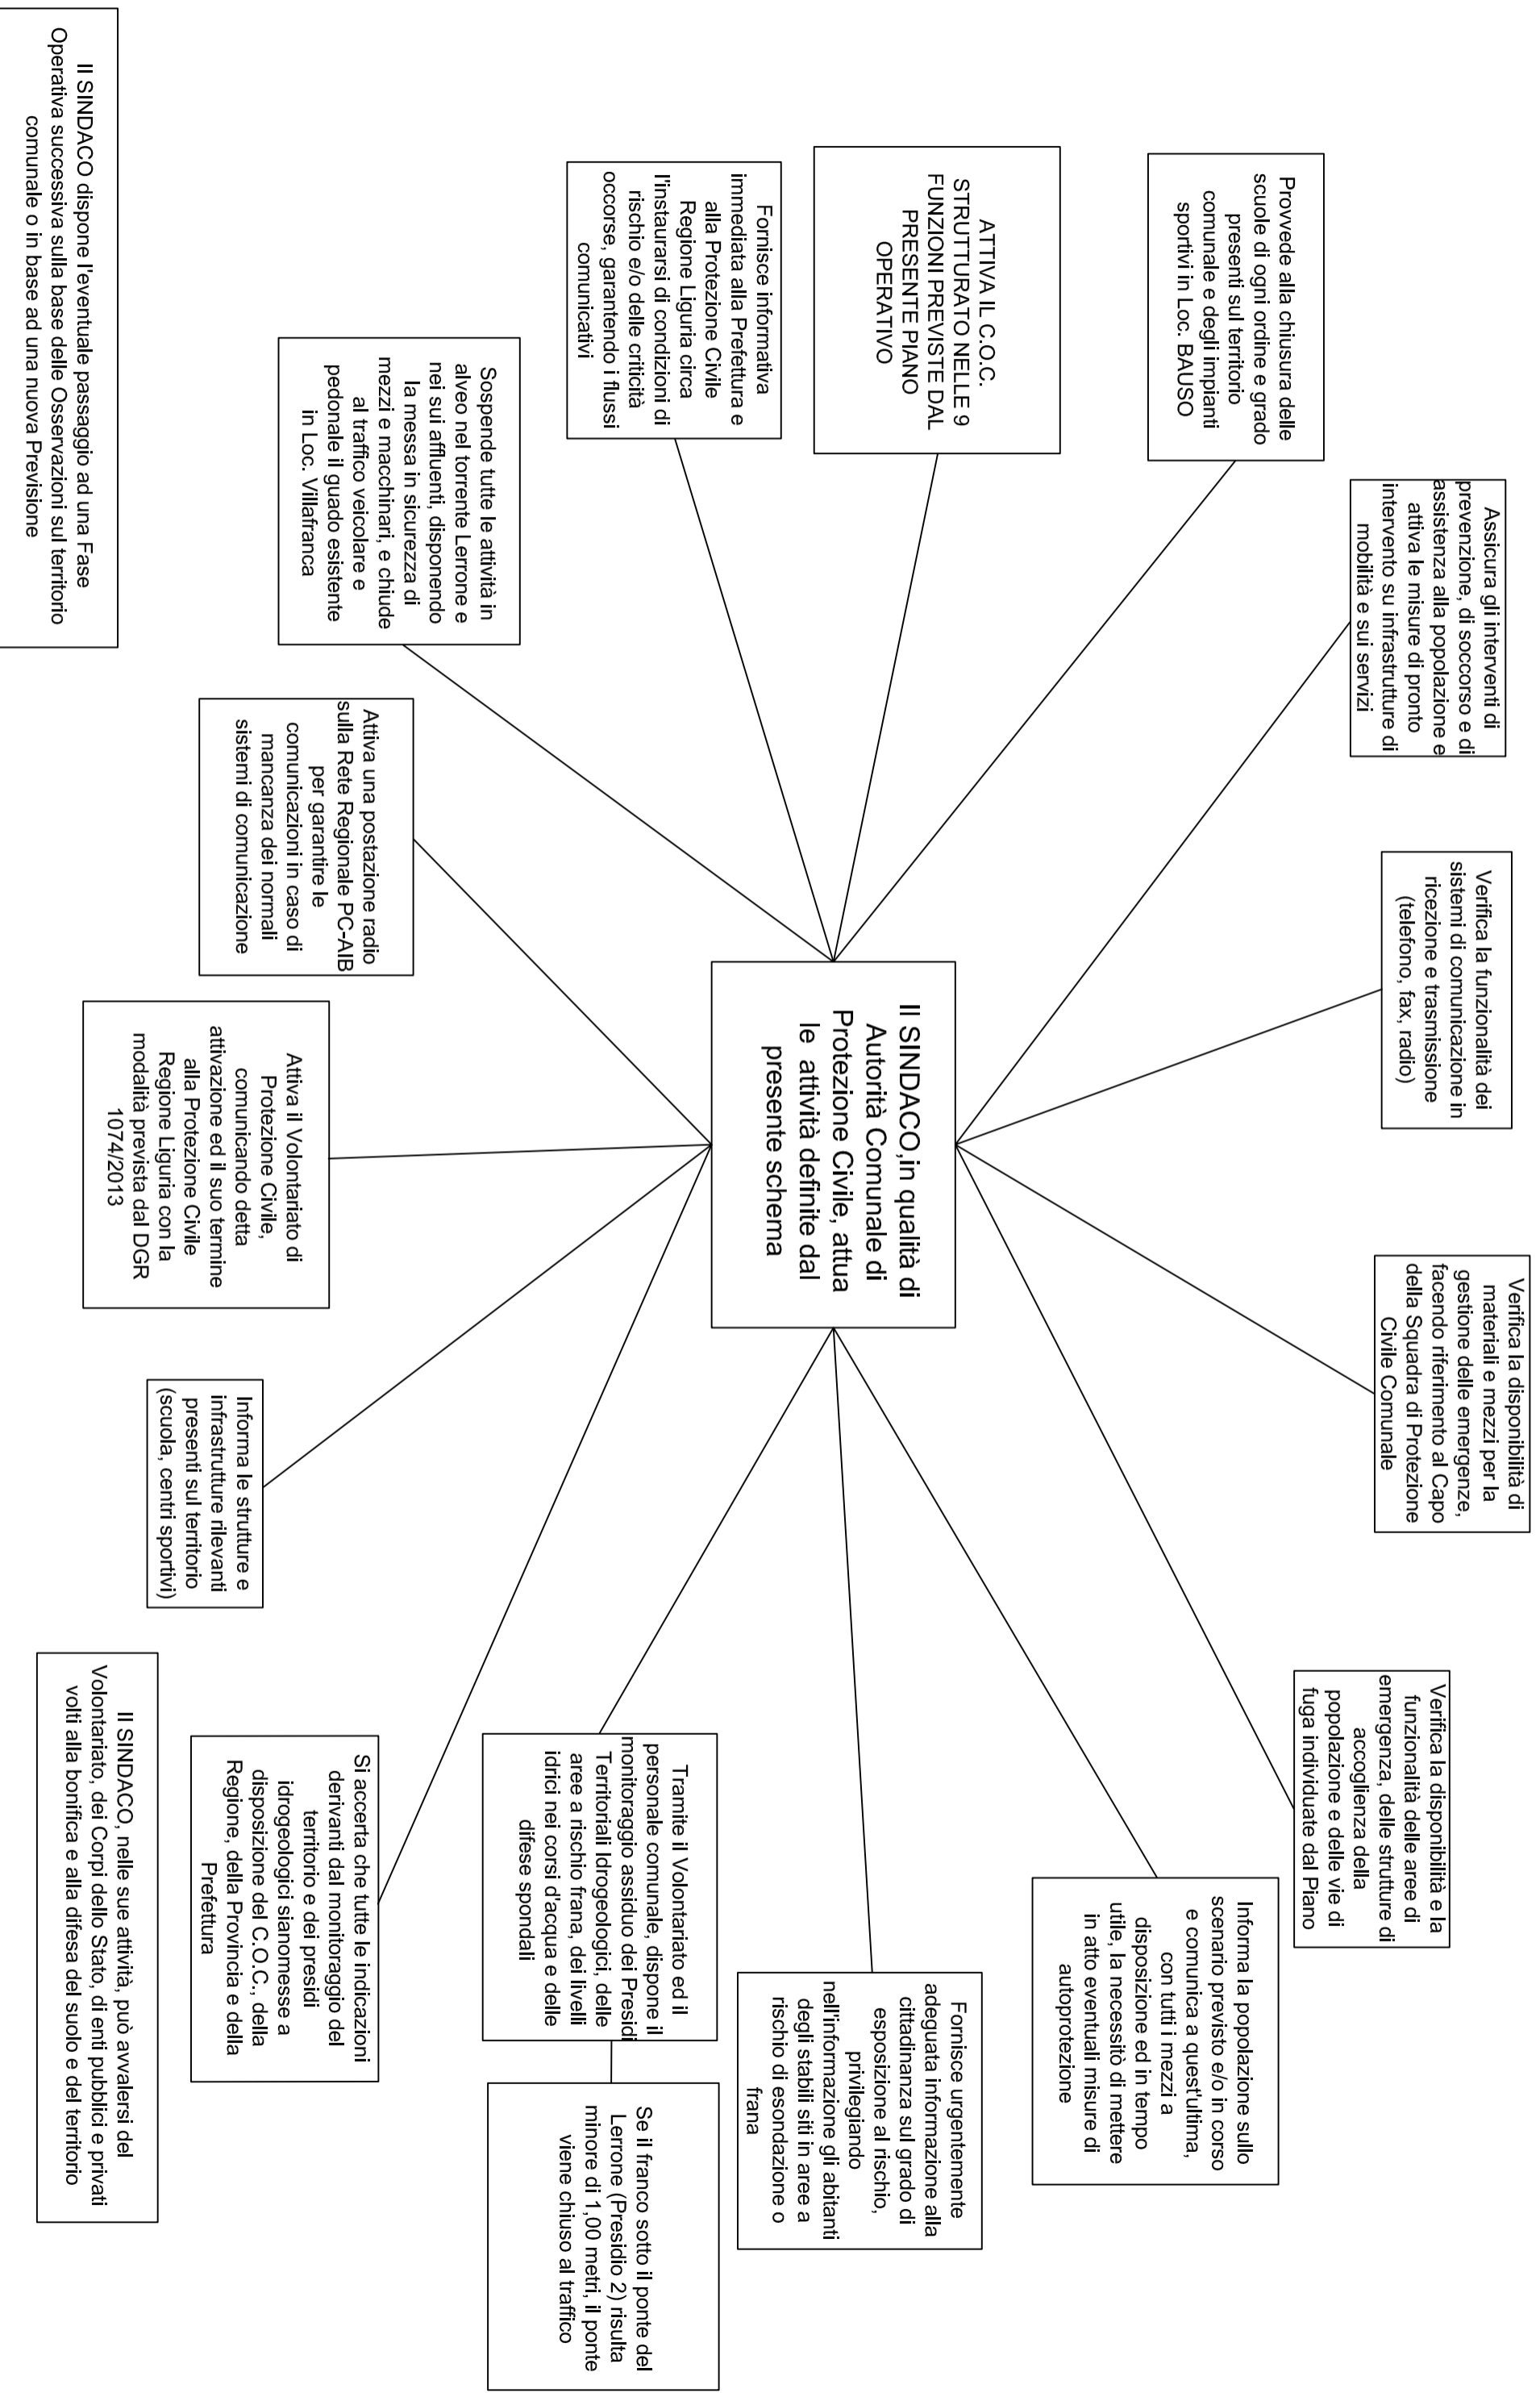 Assicura gli interventi di
prevenzione, di soccorso e di
assistenza alla popolazione e
attiva le misure di pronto
intervento su infrastrutture di
mobilità e sui servizi
Verifica la funzionalità dei
sistemi di comunicazione in
ricezione e trasmissione
(telefono, fax, radio)
Verifica la disponibilità di
materiali e mezzi per la
gestione delle emergenze,
facendo riferimento al Capo
della Squadra di Protezione
Civile Comunale
Verifica la disponibilità e la
funzionalità delle aree di
emergenza, delle strutture di
accoglienza della
popolazione e delle vie di
fuga individuate dal Piano
Provvede alla chiusura delle
scuole di ogni ordine e grado
presenti sul territorio
comunale e degli impianti
sportivi in Loc. BAUSO
Informa la popolazione sullo
scenario previsto e/o in corso
e comunica a quest'ultima,
con tutti i mezzi a
disposizione ed in tempo
utile, la necessitò di mettere
in atto eventuali misure di
autoprotezione
ATTIVA IL C.O.C.
STRUTTURATO NELLE 9
FUNZIONI PREVISTE DAL
PRESENTE PIANO
OPERATIVO
Il SINDACO,in qualità di
Autorità Comunale di
Protezione Civile, attua
le attività definite dal
presente schema
Fornisce urgentemente
adeguata informazione alla
cittadinanza sul grado di
esposizione al rischio,
privilegiando
nell'informazione gli abitanti
degli stabili siti in aree a
rischio di esondazione o
frana
Fornisce informativa
immediata alla Prefettura e
alla Protezione Civile
Regione Liguria circa
l'instaurarsi di condizioni di
rischio e/o delle criticità
occorse, garantendo i flussi
comunicativi
Tramite il Volontariato ed il
personale comunale, dispone il
monitoraggio assiduo dei Presidi
Territoriali Idrogeologici, delle
aree a rischio frana, dei livelli
idrici nei corsi d'acqua e delle
difese spondali
Se il franco sotto il ponte del
Lerrone (Presidio 2) risulta
minore di 1,00 metri, il ponte
viene chiuso al traffico
Sospende tutte le attività in
alveo nel torrente Lerrone e
nei sui affluenti, disponendo
la messa in sicurezza di
mezzi e macchinari, e chiude
al traffico veicolare e
pedonale il guado esistente
in Loc. Villafranca
Attiva una postazione radio
sulla Rete Regionale PC-AIB
per garantire le
comunicazioni in caso di
mancanza dei normali
sistemi di comunicazione
Attiva il Volontariato di
Protezione Civile,
comunicando detta
attivazione ed il suo termine
alla Protezione Civile
Regione Liguria con la
modalità prevista dal DGR
1074/2013
Informa le strutture e
infrastrutture rilevanti
presenti sul territorio
(scuola, centri sportivi)
Si accerta che tutte le indicazioni
derivanti dal monitoraggio del
territorio e dei presidi
idrogeologici sianomesse a
disposizione del C.O.C., della
Regione, della Provincia e della
Prefettura
Il SINDACO dispone l'eventuale passaggio ad una Fase
Operativa successiva sulla base delle Osservazioni sul territorio
comunale o in base ad una nuova Previsione
Il SINDACO, nelle sue attività, può avvalersi del
Volontariato, dei Corpi dello Stato, di enti pubblici e privati
volti alla bonifica e alla difesa del suolo e del territorio